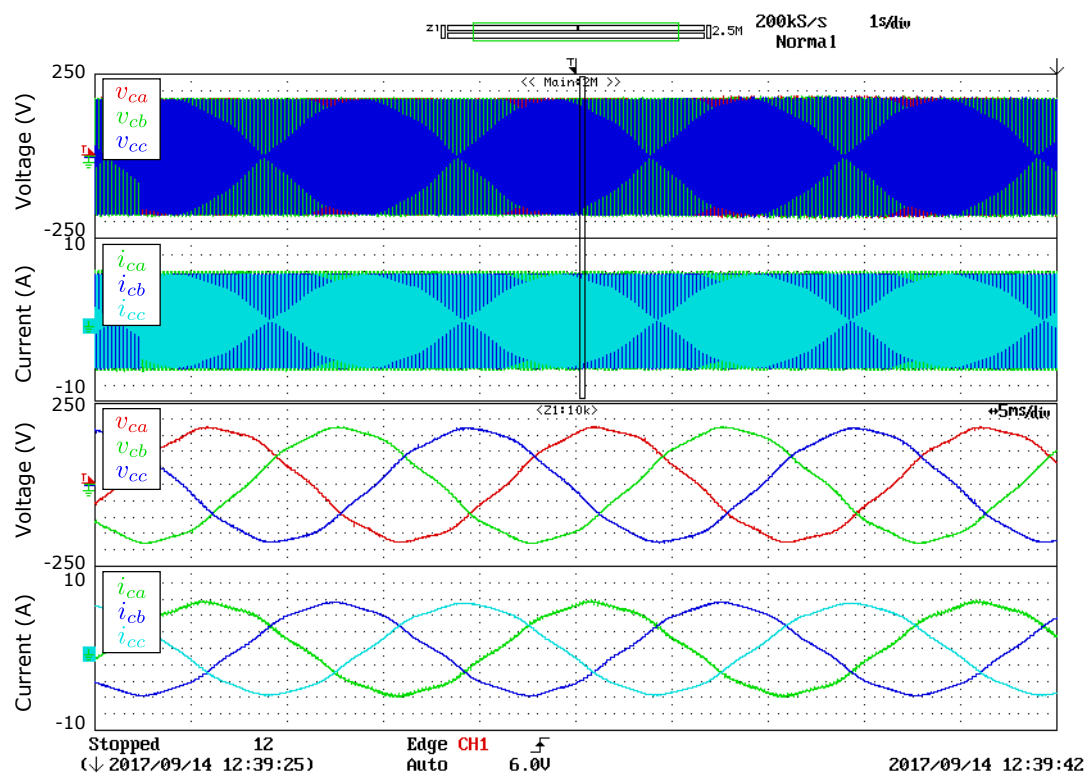 200kS/s 1s/div
Z1 2.5M
Normal
T
250
<< Main:2M >>
v_ca
v_cb
v_cc
Voltage (V)
-250
10
i_ca
i_cb
i_cc
Current (A)
-10
250
<Z1:10k> ↔5ms/div
v_ca
v_cb
v_cc
Voltage (V)
-250
10
i_ca
i_cb
i_cc
Current (A)
-10
Stopped 12 Edge CH1
(↓ 2017/09/14 12:39:25) Auto 6.0V 2017/09/14 12:39:42